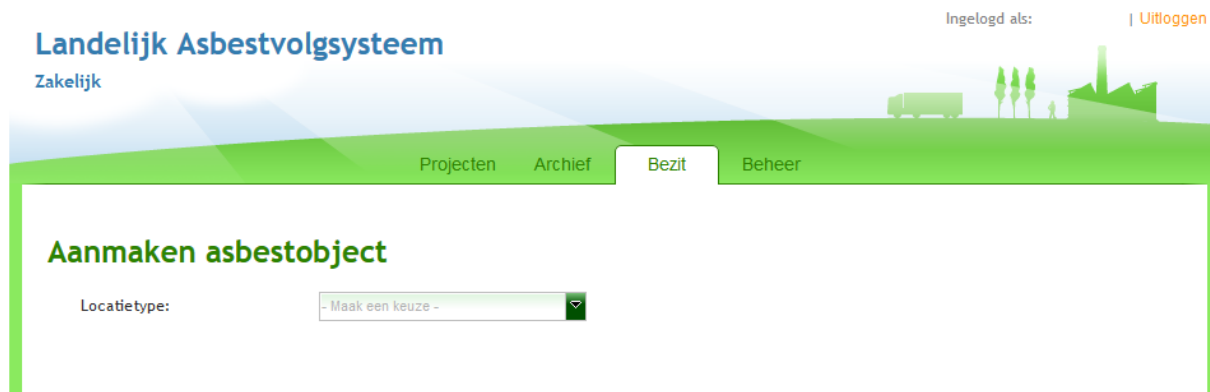 Ingelogd als: | Uitloggen
Landelijk Asbestvolgsysteem
Zakelijk
Projecten Archief Bezit Beheer
Aanmaken asbestobject
Locatietype: - Maak een keuze -